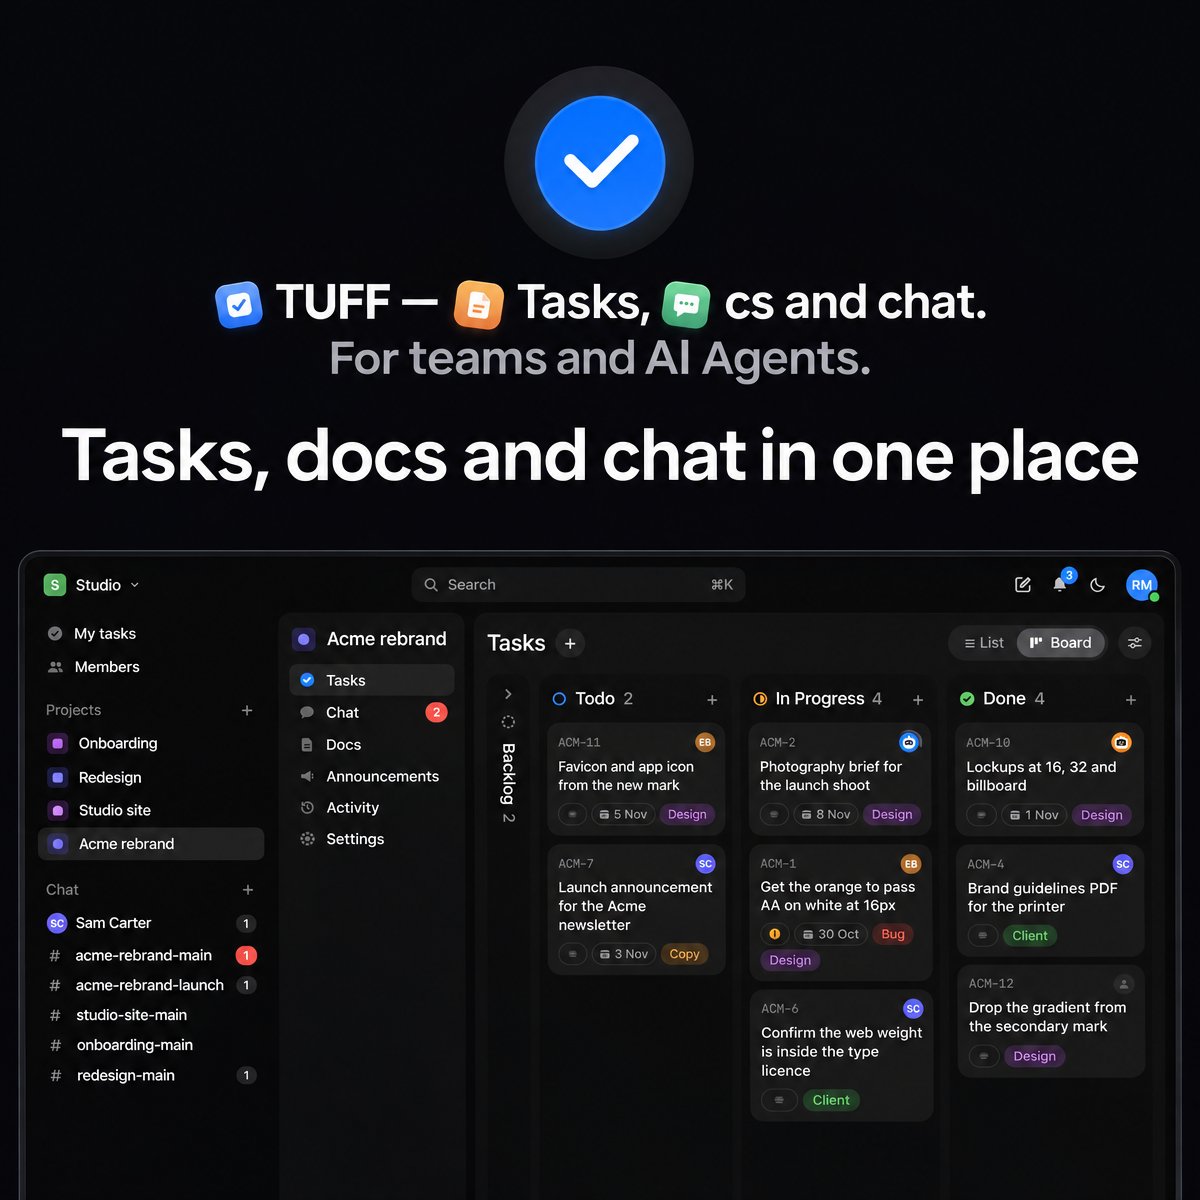 TUFF — Tasks, cs and chat.
For teams and AI Agents.
Tasks, docs and chat in one place
S Studio
Search ⌘K
3
RM
My tasks
Members
Projects +
Onboarding
Redesign
Studio site
Acme rebrand
Chat +
SC Sam Carter 1
# acme-rebrand-main 1
# acme-rebrand-launch 1
# studio-site-main
# onboarding-main
# redesign-main 1
Acme rebrand
Tasks
Chat 2
Docs
Announcements
Activity
Settings
Tasks +
List
Board
Backlog 2
Todo 2 +
ACM-11 EB
Favicon and app icon
from the new mark
5 Nov Design
ACM-7 SC
Launch announcement
for the Acme
newsletter
3 Nov Copy
In Progress 4 +
ACM-2
Photography brief for
the launch shoot
8 Nov Design
ACM-1 EB
Get the orange to pass
AA on white at 16px
30 Oct Bug
Design
ACM-6 SC
Confirm the web weight
is inside the type
licence
Client
Done 4 +
ACM-10
Lockups at 16, 32 and
billboard
1 Nov Design
ACM-4 SC
Brand guidelines PDF
for the printer
Client
ACM-12
Drop the gradient from
the secondary mark
Design